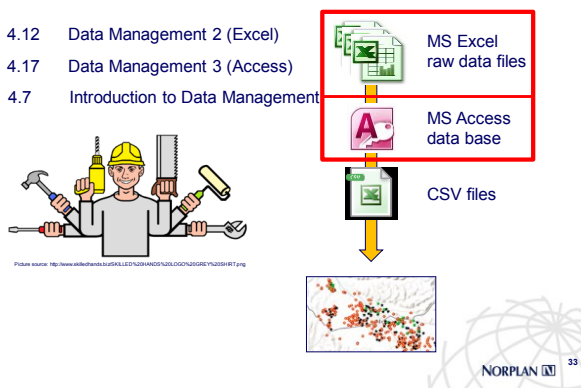 4.12 Data Management 2 (Excel)
4.17 Data Management 3 (Access)
4.7 Introduction to Data Management
MS Excel
raw data files
MS Access
data base
CSV files
Picture source: http://www.skilledhands.biz/SKILLED%20HANDS%20LOGO%20GREY%20SHIRT.png
NORPLAN N
33